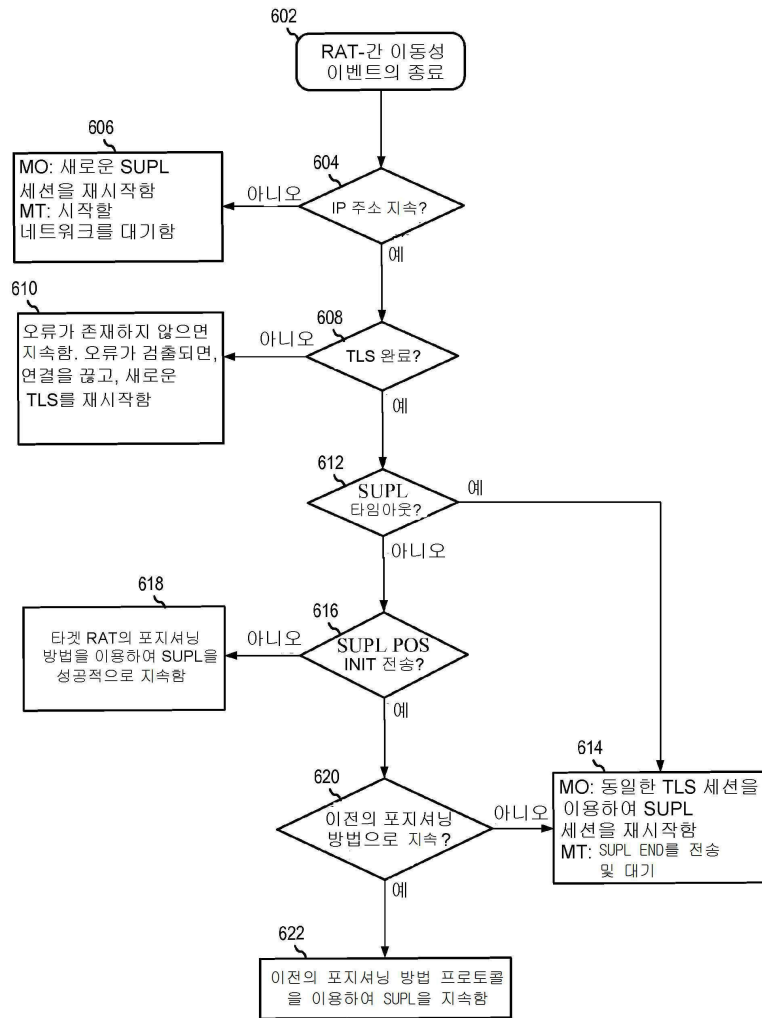 602
RAT-간 이동성
이벤트의 종료
606
MO: 새로운 SUPL
세션을 재시작함
MT: 시작할
네트워크를 대기함
아니오
604
IP 주소 지속?
예
610
오류가 존재하지 않으면
지속함. 오류가 검출되면,
연결을 끊고, 새로운
TLS를 재시작함
아니오
608
TLS 완료?
예
612
SUPL
타임아웃?
예
아니오
618
타겟 RAT의 포지셔닝
방법을 이용하여 SUPL을
성공적으로 지속함
아니오
616
SUPL POS
INIT 전송?
예
620
이전의 포지셔닝
방법으로 지속?
아니오
614
MO: 동일한 TLS 세션을
이용하여 SUPL
세션을 재시작함
MT: SUPL END를 전송
및 대기
예
622
이전의 포지셔닝 방법 프로토콜
을 이용하여 SUPL을 지속함